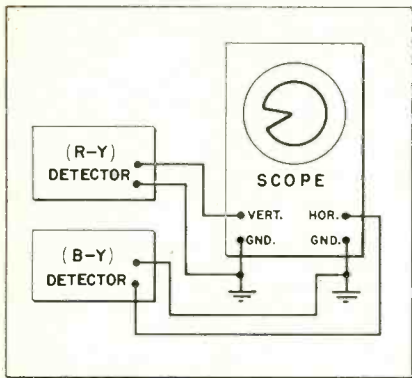 (R-Y)
DETECTOR
SCOPE
VERT. HOR.
GND. GND.
(B-Y)
DETECTOR